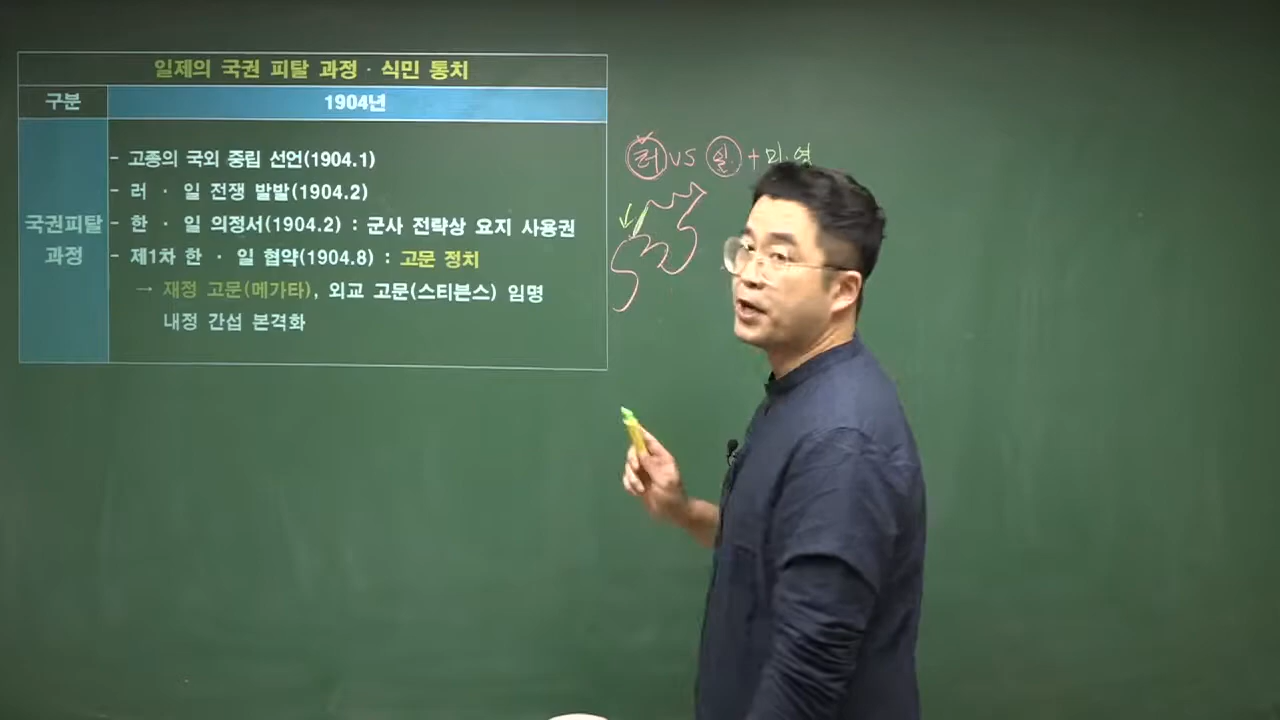 일제의 국권 피탈 과정 · 식민 통치
구분
1904년
국권피탈
과정
- 고종의 국외 중립 선언(1904.1)
- 러 · 일 전쟁 발발(1904.2)
- 한 · 일 의정서(1904.2) : 군사 전략상 요지 사용권
- 제1차 한 · 일 협약(1904.8) : 고문 정치
→ 재정 고문(메가타), 외교 고문(스티븐스) 임명
내정 간섭 본격화
러 VS 일 + 미·영